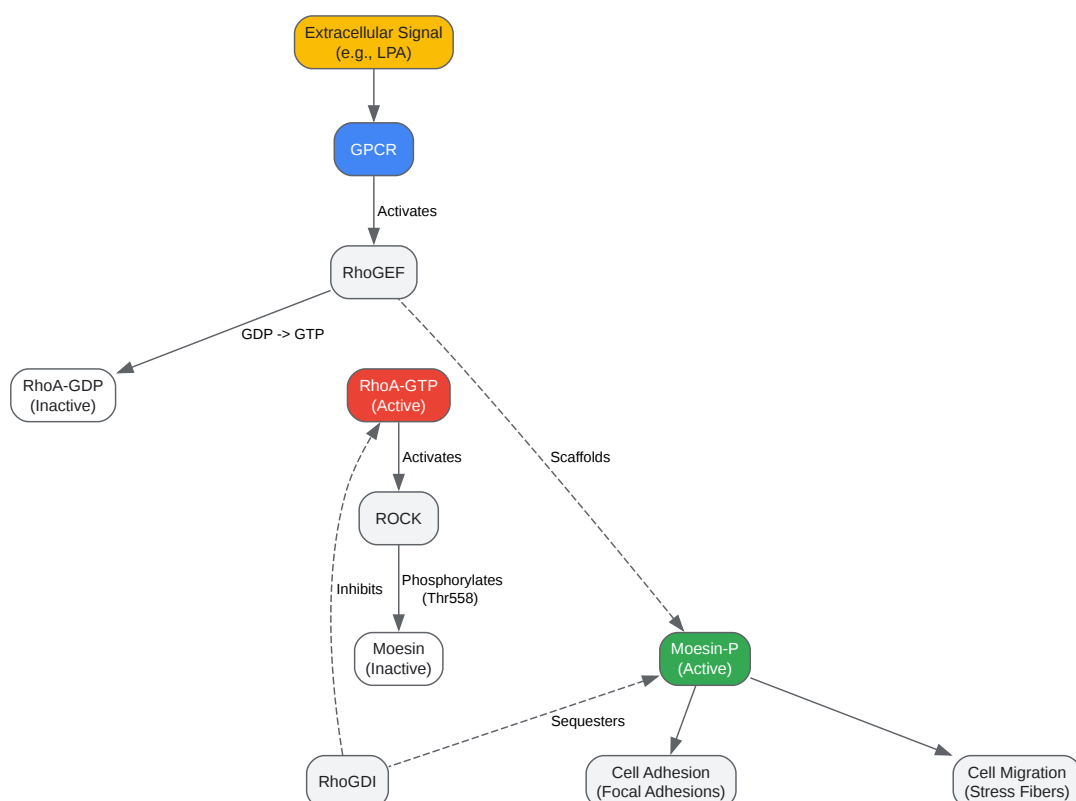 Extracellular Signal
(e.g., LPA)
GPCR
Activates
RhoGEF
GDP -> GTP
RhoA-GDP
(Inactive)
RhoA-GTP
(Active)
Activates
Scaffolds
ROCK
Inhibits
Phosphorylates
(Thr558)
Moesin
(Inactive)
Moesin-P
(Active)
Sequesters
RhoGDI
Cell Adhesion
(Focal Adhesions)
Cell Migration
(Stress Fibers)